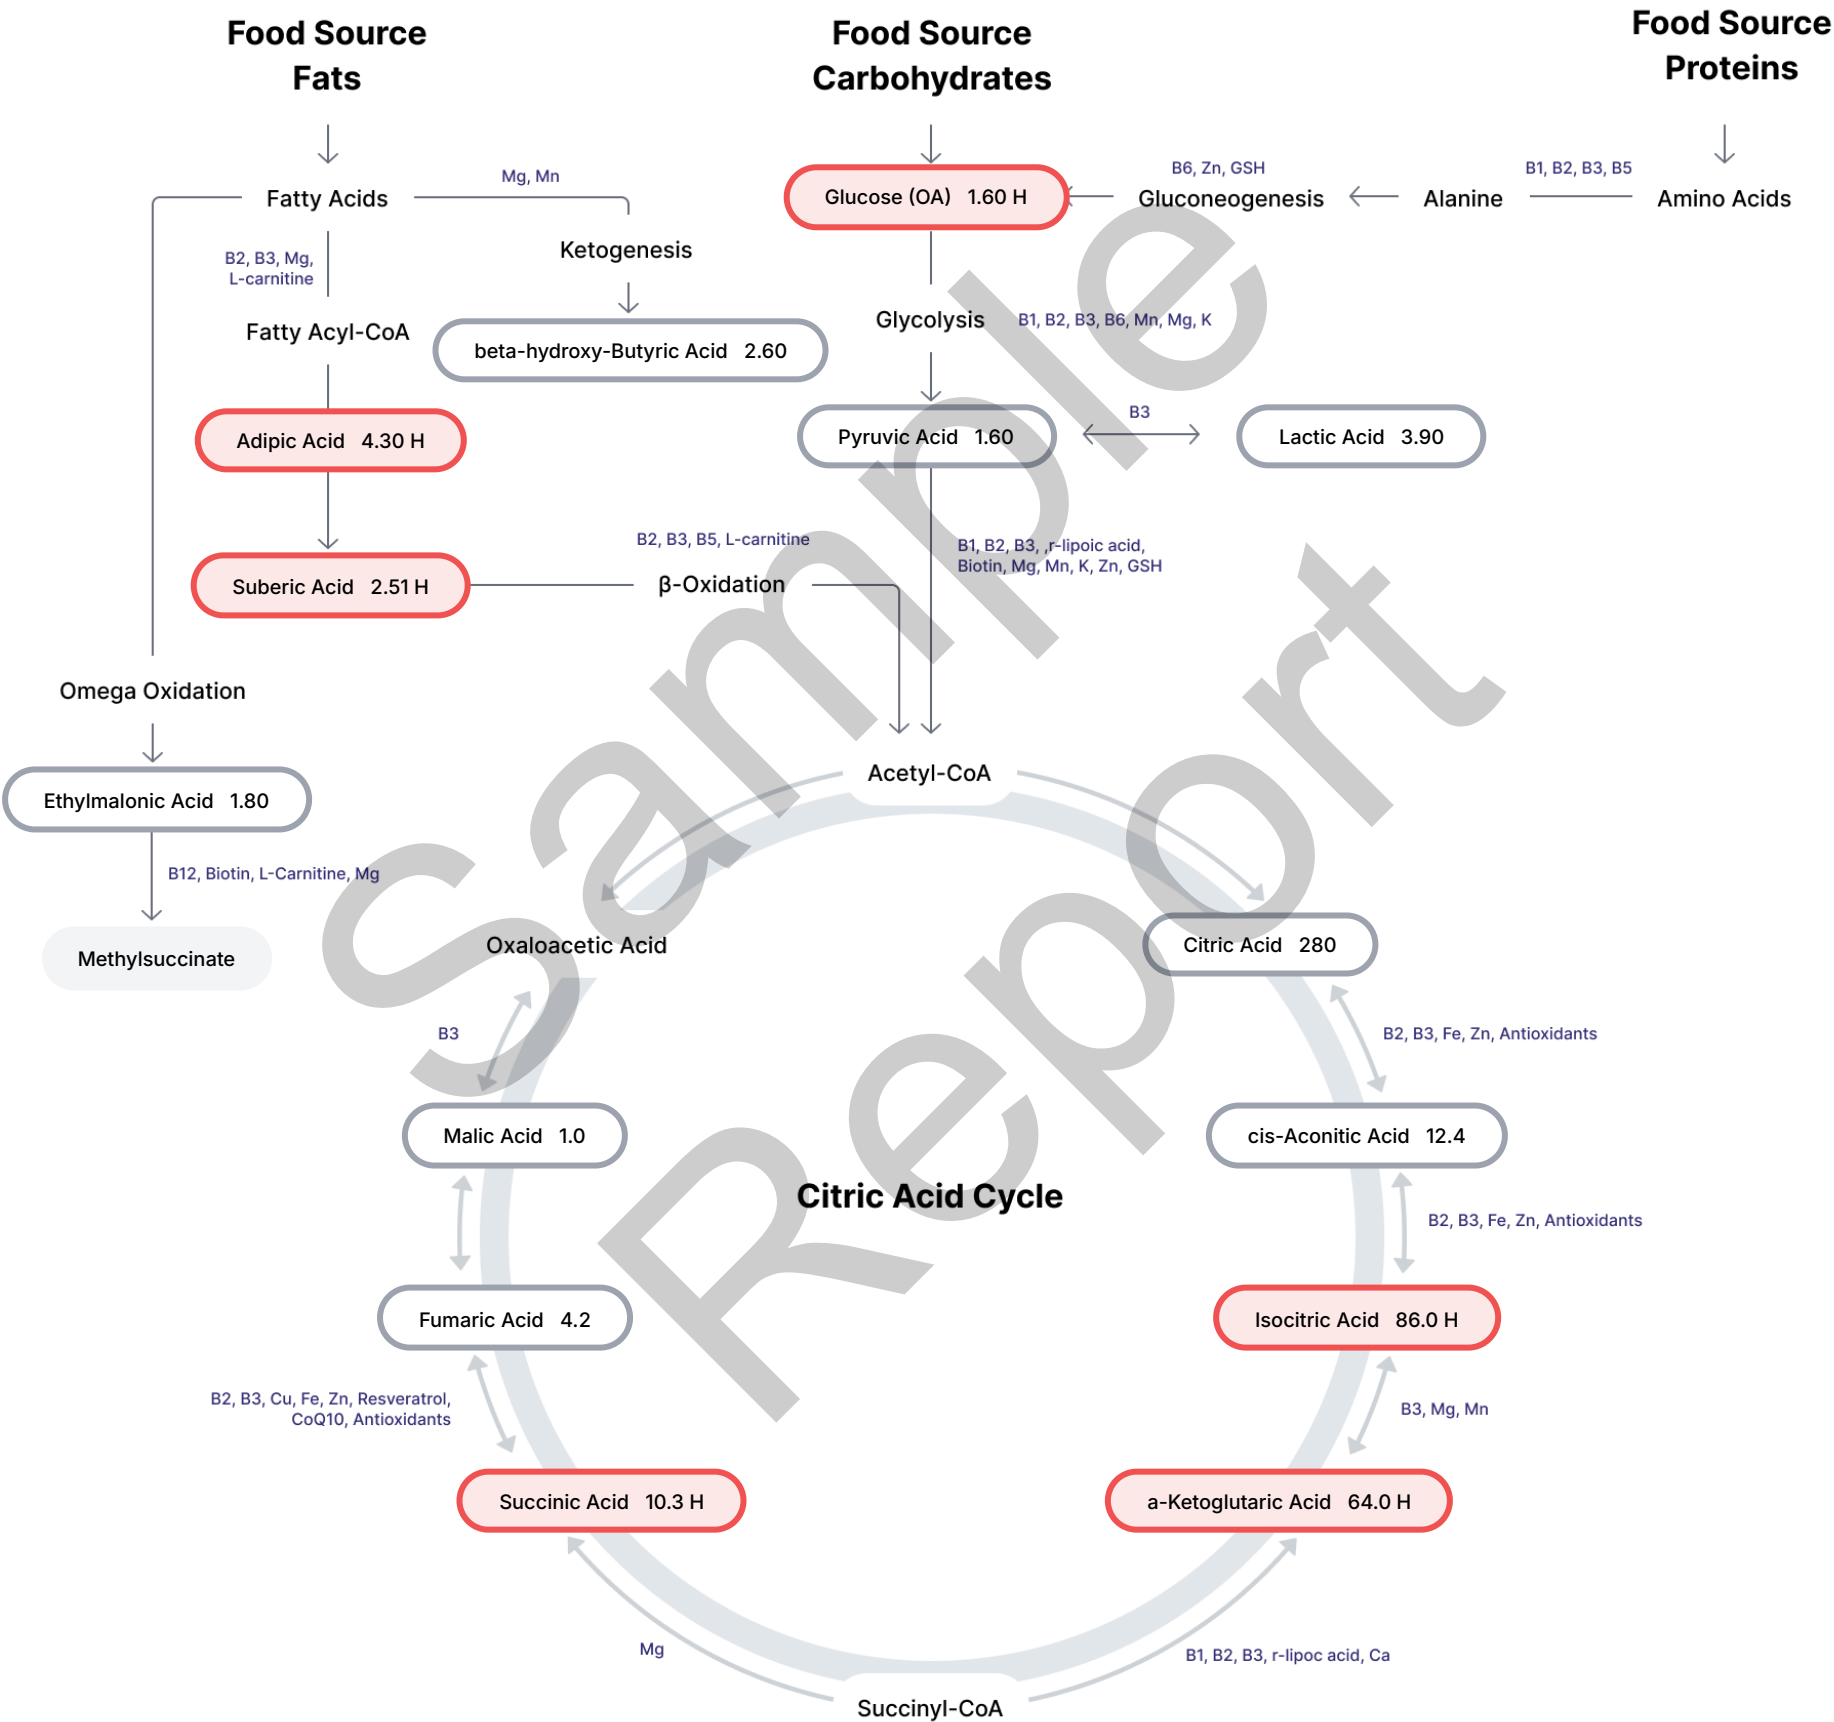 Food Source
Fats
Food Source
Carbohydrates
Food Source
Proteins
Fatty Acids
Mg, Mn
Glucose (OA) 1.60 H
B6, Zn, GSH
Gluconeogenesis
Alanine
B1, B2, B3, B5
Amino Acids
B2, B3, Mg,
L-carnitine
Ketogenesis
Fatty Acyl-CoA
beta-hydroxy-Butyric Acid 2.60
Glycolysis
B1, B2, B3, B6, Mn, Mg, K
Adipic Acid 4.30 H
Pyruvic Acid 1.60
B3
Lactic Acid 3.90
Suberic Acid 2.51 H
B2, B3, B5, L-carnitine
β-Oxidation
B1, B2, B3, ,r-lipoic acid,
Biotin, Mg, Mn, K, Zn, GSH
Omega Oxidation
Ethylmalonic Acid 1.80
B12, Biotin, L-Carnitine, Mg
Methylsuccinate
Acetyl-CoA
Oxaloacetic Acid
Citric Acid 280
B3
B2, B3, Fe, Zn, Antioxidants
Malic Acid 1.0
cis-Aconitic Acid 12.4
Citric Acid Cycle
B2, B3, Fe, Zn, Antioxidants
Fumaric Acid 4.2
Isocitric Acid 86.0 H
B2, B3, Cu, Fe, Zn, Resveratrol,
CoQ10, Antioxidants
B3, Mg, Mn
Succinic Acid 10.3 H
a-Ketoglutaric Acid 64.0 H
Mg
B1, B2, B3, r-lipoc acid, Ca
Succinyl-CoA
Sample
Report